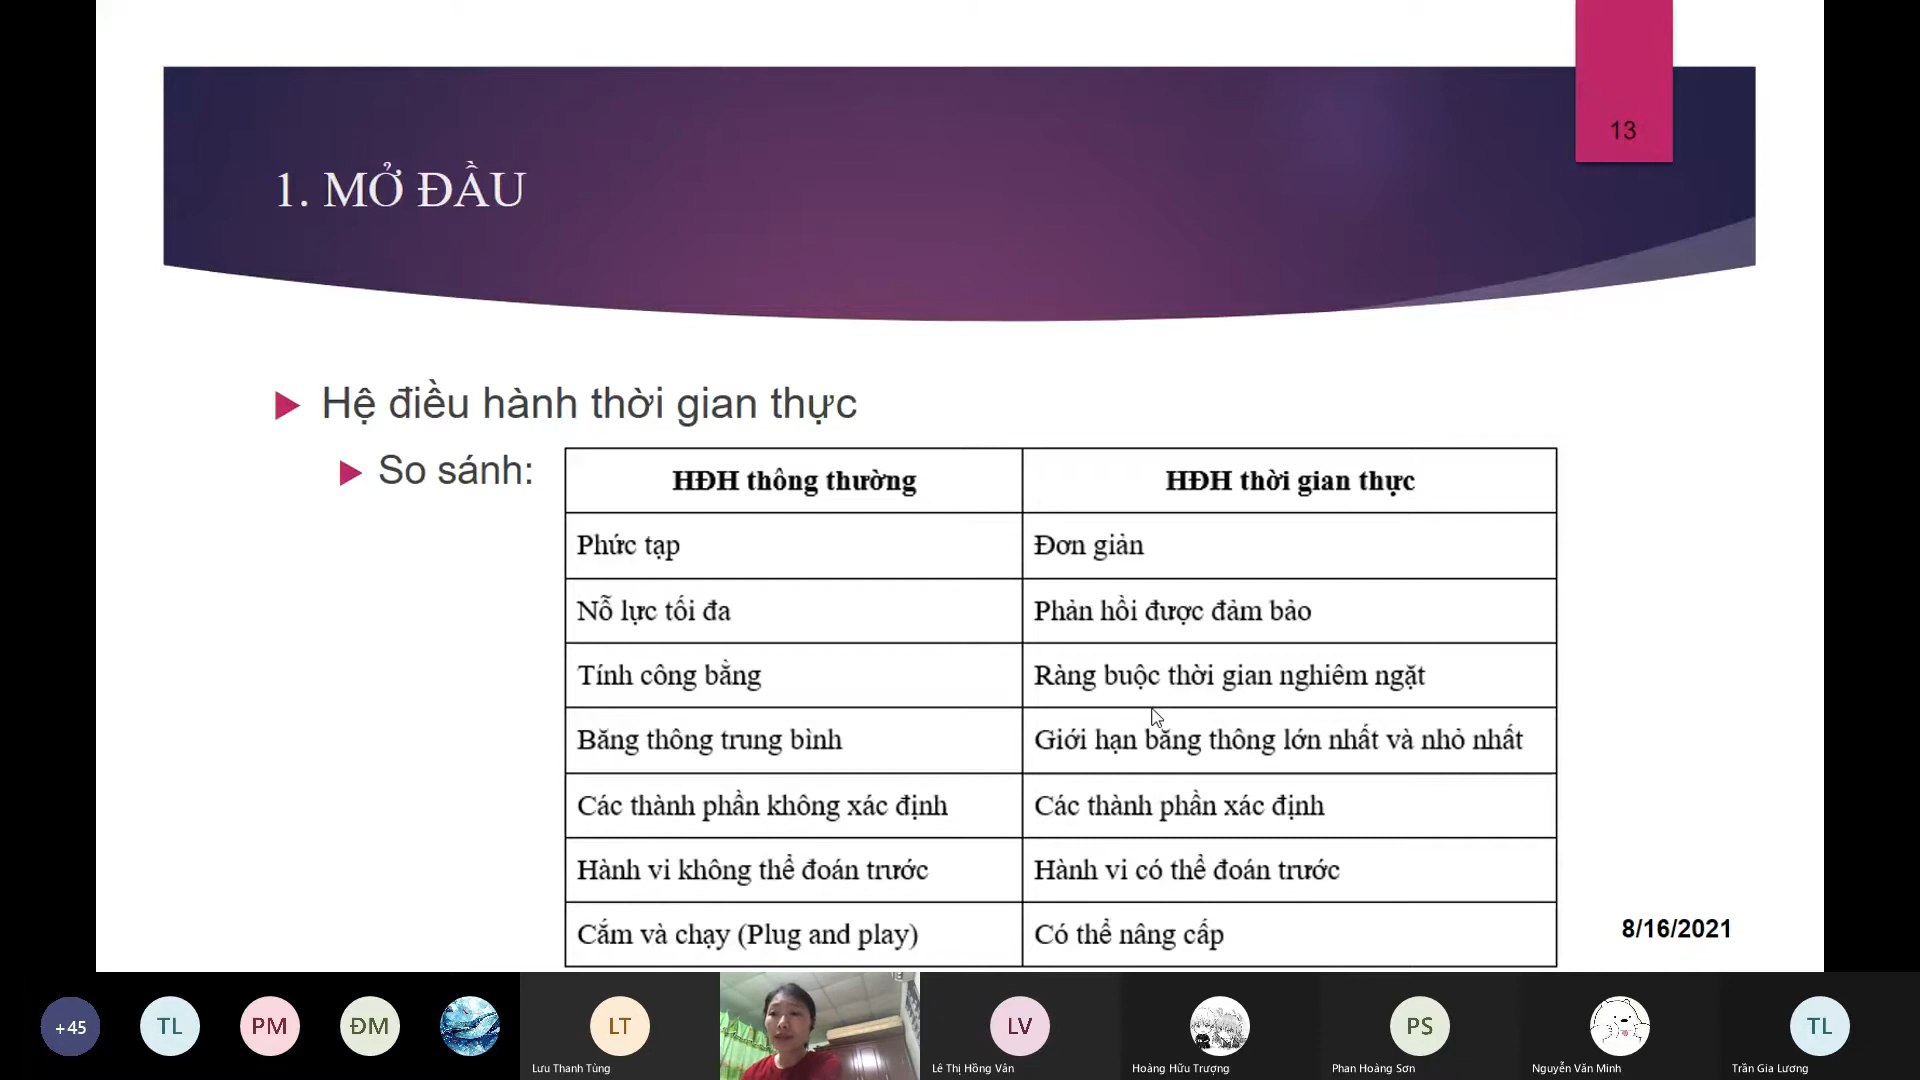 13
1. MỞ ĐẦU
Hệ điều hành thời gian thực
So sánh:
HĐH thông thường
HĐH thời gian thực
Phức tạp
Đơn giản
Nỗ lực tối đa
Phản hồi được đảm bảo
Tính công bằng
Ràng buộc thời gian nghiêm ngặt
Băng thông trung bình
Giới hạn băng thông lớn nhất và nhỏ nhất
Các thành phần không xác định
Các thành phần xác định
Hành vi không thể đoán trước
Hành vi có thể đoán trước
Cắm và chạy (Plug and play)
Có thể nâng cấp
8/16/2021
+45
TL
PM
ĐM
LT
LV
PS
TL
Lưu Thanh Tùng
Lê Thị Hồng Vân
Hoàng Hữu Trượng
Phan Hoàng Sơn
Nguyễn Văn Minh
Trần Gia Lương